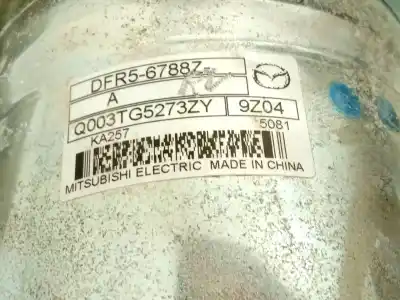 DFR5-6788Z
A
Q003TG5273ZY 9Z04
KA257 5081
MITSUBISHI ELECTRIC MADE IN CHINA